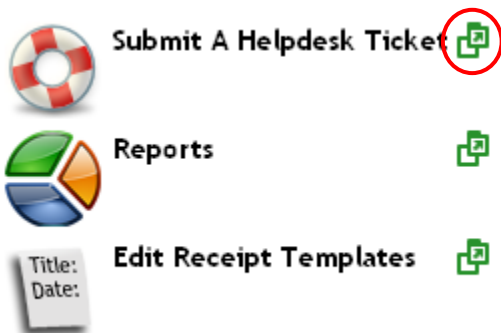 Submit A Helpdesk Ticket
Reports
Edit Receipt Templates
Title:
Date: